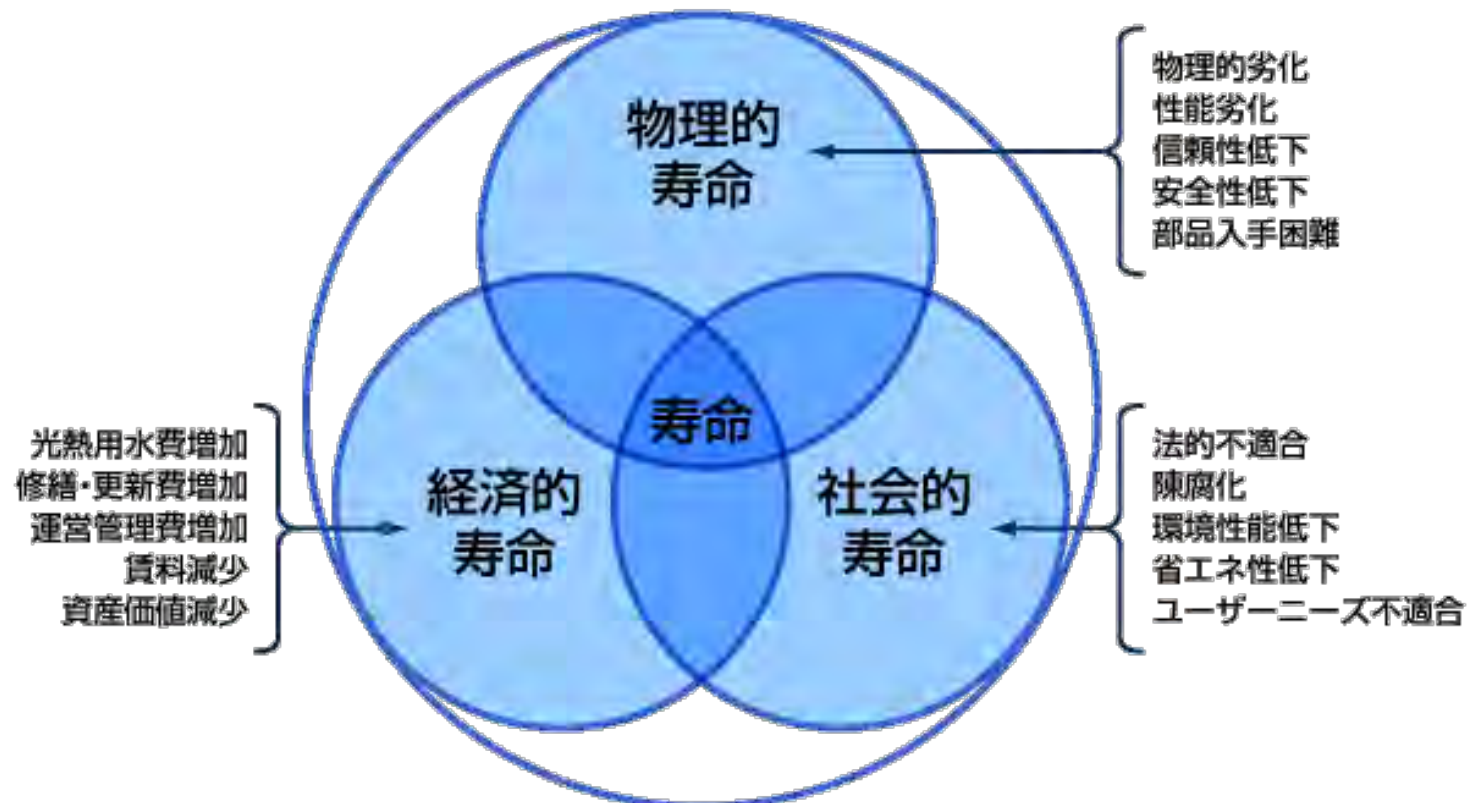 物理的
寿命
物理的劣化
性能劣化
信頼性低下
安全性低下
部品入手困難
寿命
光熱用水費増加
修繕・更新費増加
運営管理費増加
賃料減少
資産価値減少
経済的
寿命
社会的
寿命
法的不適合
陳腐化
環境性能低下
省エネ性低下
ユーザーニーズ不適合